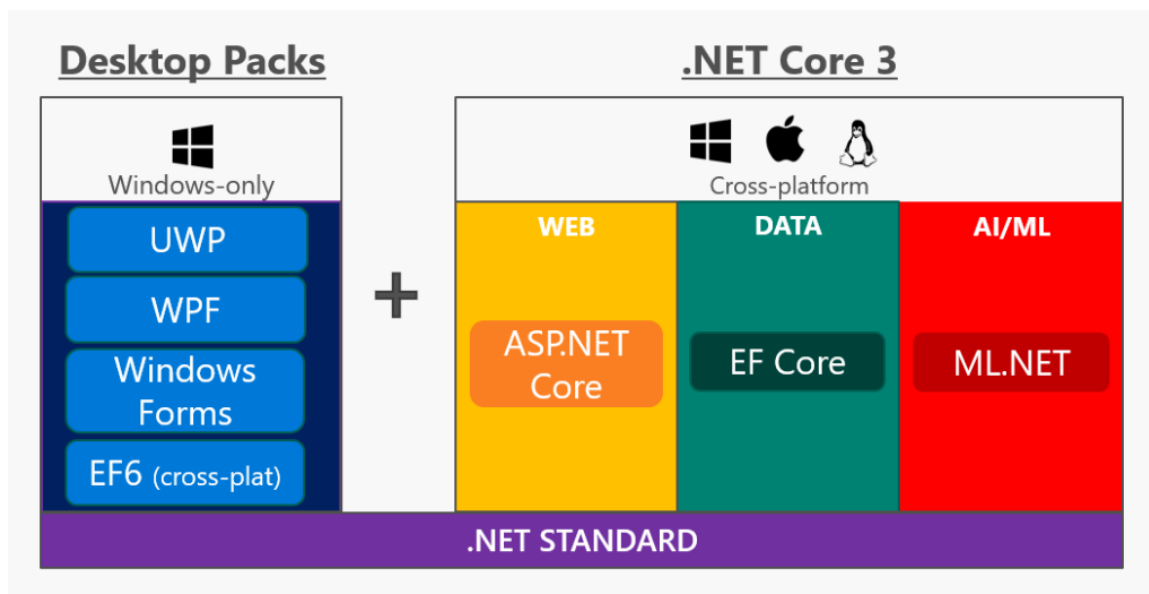 Desktop Packs
.NET Core 3
Windows-only
Cross-platform
UWP
WPF
Windows
Forms
EF6 (cross-plat)
+
WEB
ASP.NET
Core
DATA
EF Core
AI/ML
ML.NET
.NET STANDARD